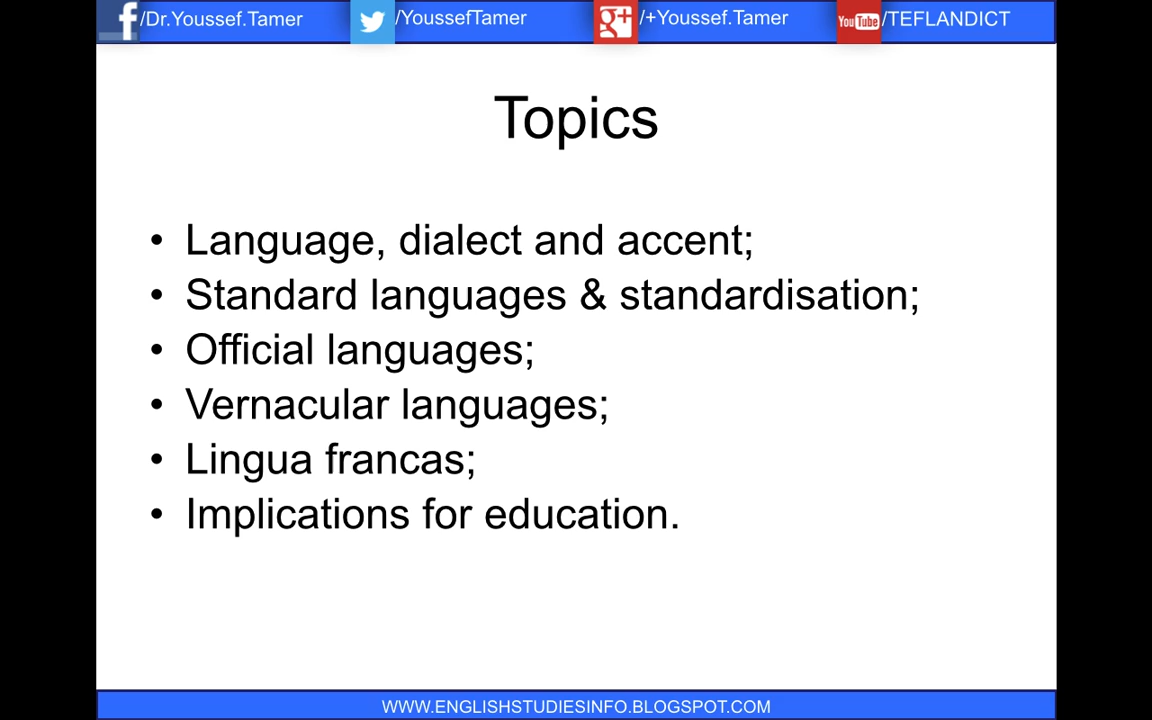 /Dr.Youssef.Tamer /YoussefTamer g+ /+Youssef.Tamer You Tube /TEFLANDICT
Topics
• Language, dialect and accent;
• Standard languages & standardisation;
• Official languages;
• Vernacular languages;
• Lingua francas;
• Implications for education.
WWW.ENGLISHSTUDIESINFO.BLOGSPOT.COM